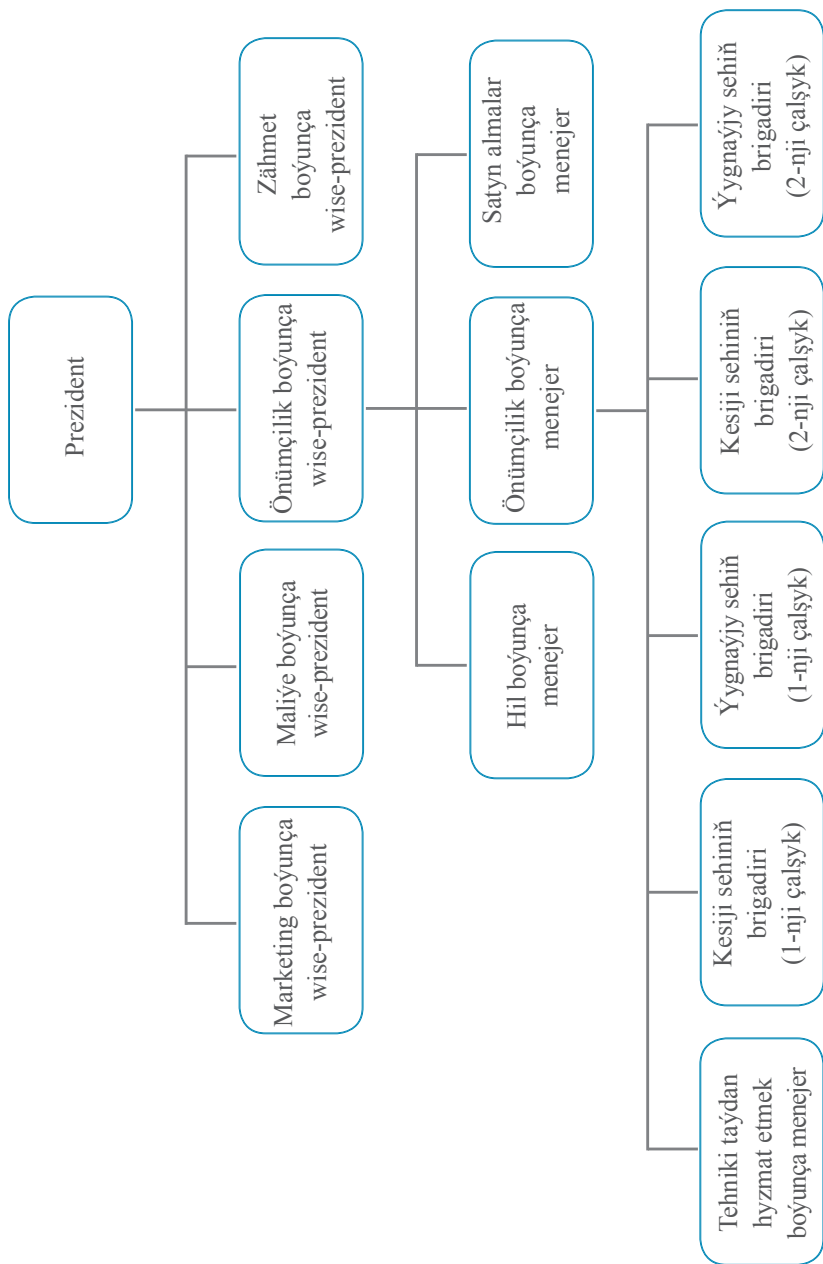 Prezident
Marketing boýunça
wise-prezident
Maliýe boýunça
wise-prezident
Önümçilik boýunça
wise-prezident
Zähmet
boýunça
wise-prezident
Hil boýunça
menejer
Önümçilik boýunça
menejer
Satyn almalar
boýunça
menejer
Tehniki taýdan
hyzmat etmek
boýunça menejer
Kesiji sehiniň
brigadiri
(1-nji çalşyk)
Ýygnaýjy sehiň
brigadiri
(1-nji çalşyk)
Kesiji sehiniň
brigadiri
(2-nji çalşyk)
Ýygnaýjy sehiň
brigadiri
(2-nji çalşyk)